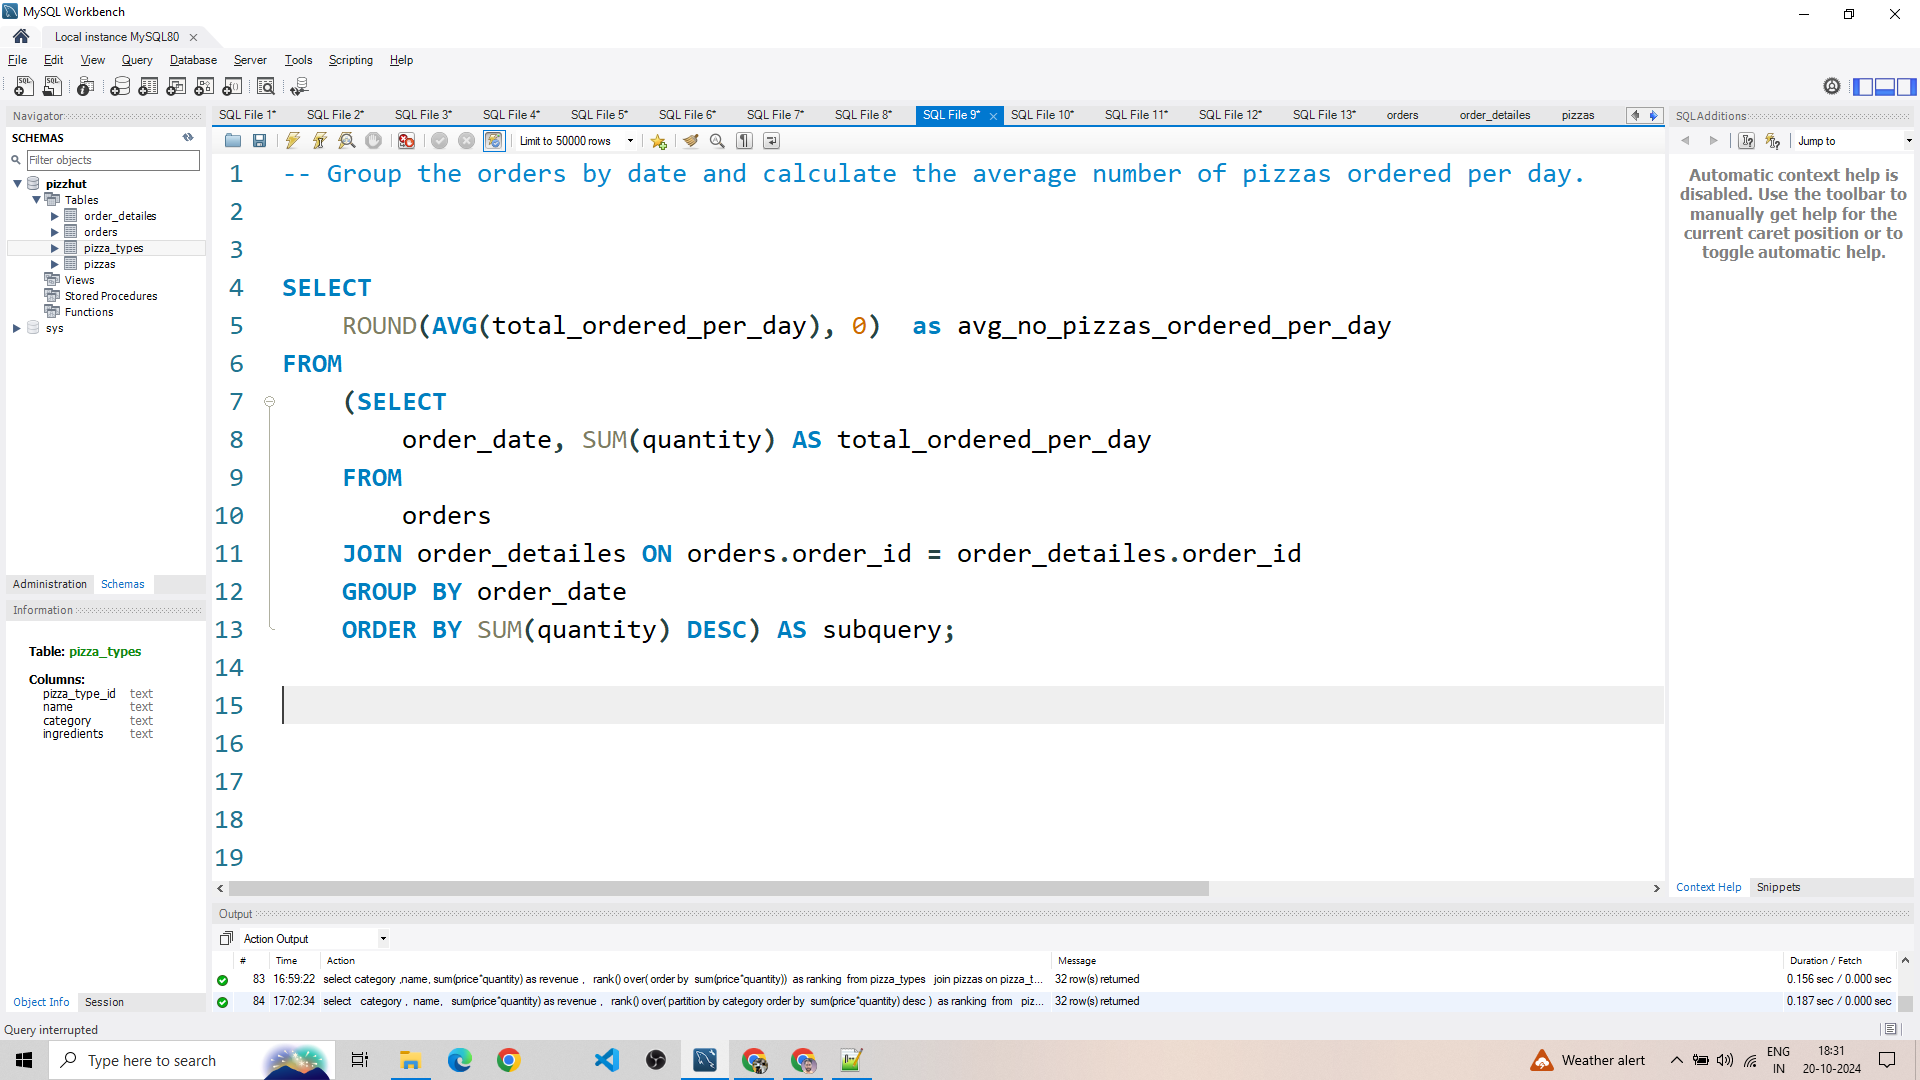 MySQL Workbench
Local instance MySQL80
File Edit View Query Database Server Tools Scripting Help
Navigator
SCHEMAS
Filter objects
pizzhut
Tables
order_detailes
orders
pizza_types
pizzas
Views
Stored Procedures
Functions
sys
Administration Schemas
Information
Table: pizza_types
Columns:
pizza_type_id text
name text
category text
ingredients text
Object Info Session
SQL File 1* SQL File 2* SQL File 3* SQL File 4* SQL File 5* SQL File 6* SQL File 7* SQL File 8* SQL File 9* SQL File 10* SQL File 11* SQL File 12* SQL File 13* orders order_detailes pizzas
Limit to 50000 rows
1 -- Group the orders by date and calculate the average number of pizzas ordered per day.
2
3
4 SELECT
5 ROUND(AVG(total_ordered_per_day), 0) as avg_no_pizzas_ordered_per_day
6 FROM
7 (SELECT
8 order_date, SUM(quantity) AS total_ordered_per_day
9 FROM
10 orders
11 JOIN order_detailes ON orders.order_id = order_detailes.order_id
12 GROUP BY order_date
13 ORDER BY SUM(quantity) DESC) AS subquery;
14
15
16
17
18
19
SQLAdditions
Jump to
Automatic context help is
disabled. Use the toolbar to
manually get help for the
current caret position or to
toggle automatic help.
Context Help Snippets
Output
Action Output
# Time Action Message Duration / Fetch
83 16:59:22 select category ,name, sum(price*quantity) as revenue , rank() over( order by sum(price*quantity)) as ranking from pizza_types join pizzas on pizza_t... 32 row(s) returned 0.156 sec / 0.000 sec
84 17:02:34 select category , name, sum(price*quantity) as revenue , rank() over( partition by category order by sum(price*quantity) desc ) as ranking from piz... 32 row(s) returned 0.187 sec / 0.000 sec
Query interrupted
Type here to search
Weather alert
ENG
IN
18:31
20-10-2024